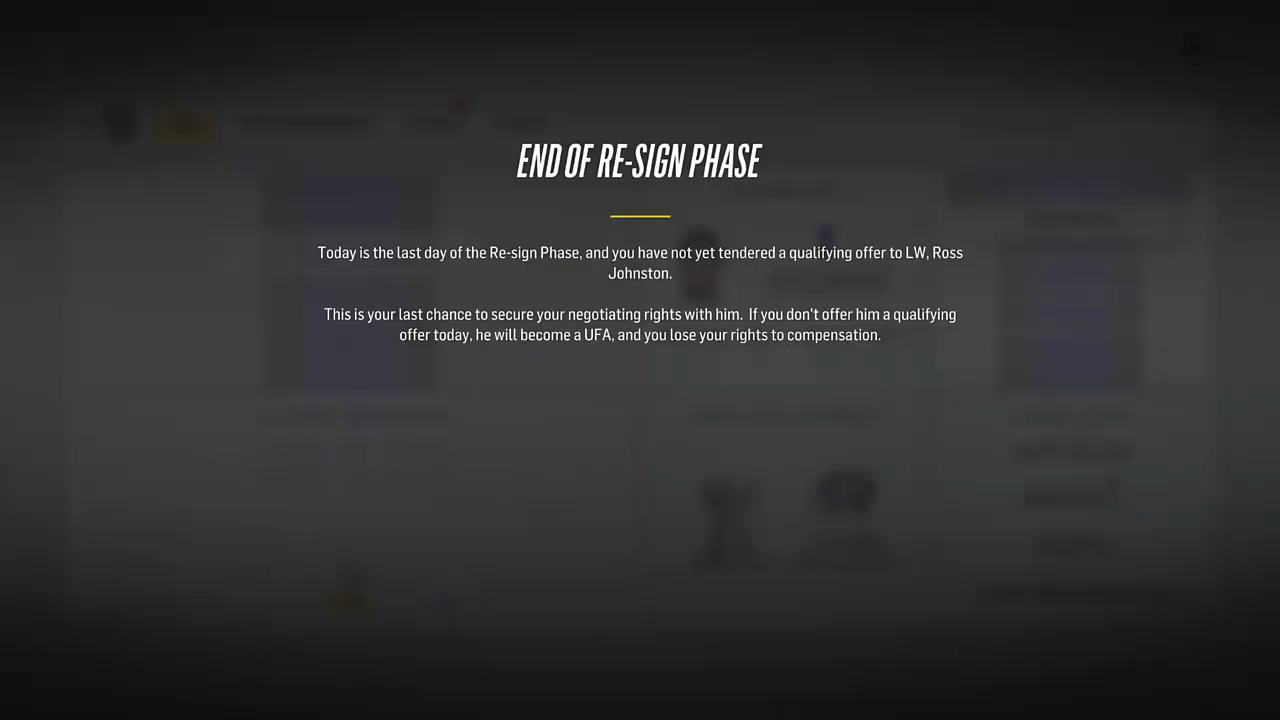 END OF RE-SIGN PHASE
Today is the last day of the Re-sign Phase, and you have not yet tendered a qualifying offer to LW, Ross
Johnston.
This is your last chance to secure your negotiating rights with him.  If you don't offer him a qualifying
offer today, he will become a UFA, and you lose your rights to compensation.